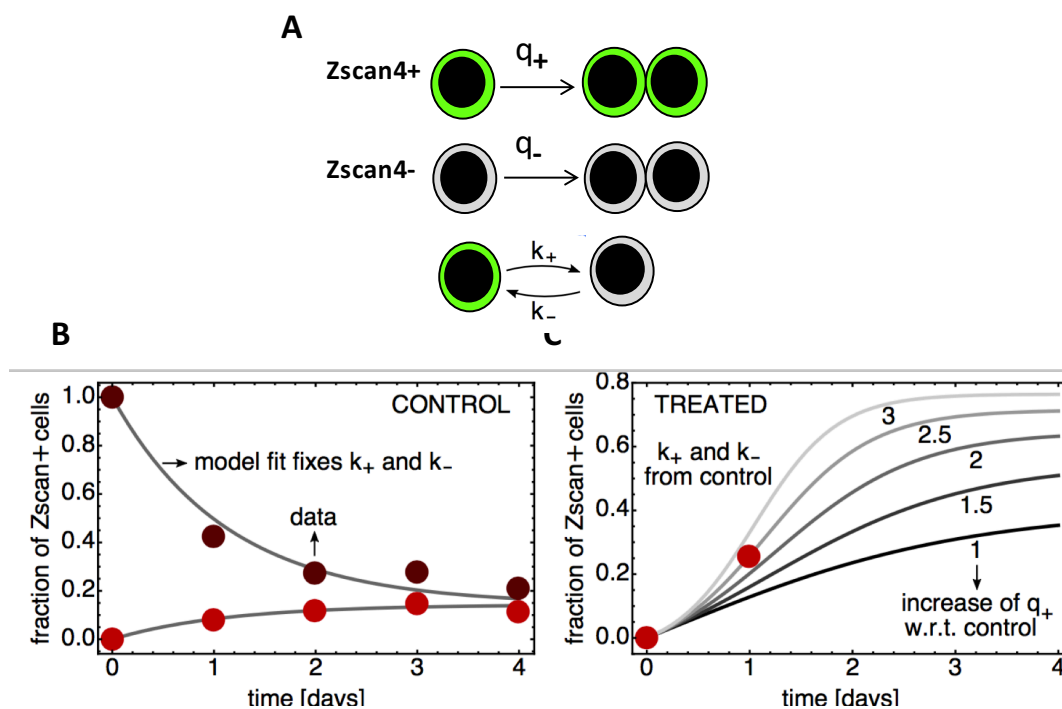 A
Zscan4+
q+
Zscan4-
q-
k+
k−
B
C
fraction of Zscan+ cells
1.0
0.8
0.6
0.4
0.2
0.0
CONTROL
model fit fixes k+ and k−
data
0 1 2 3 4
time [days]
fraction of Zscan+ cells
0.8
0.6
0.4
0.2
0.0
TREATED
k+ and k−
from control
3
2.5
2
1.5
1
increase of q+
w.r.t. control
0 1 2 3 4
time [days]